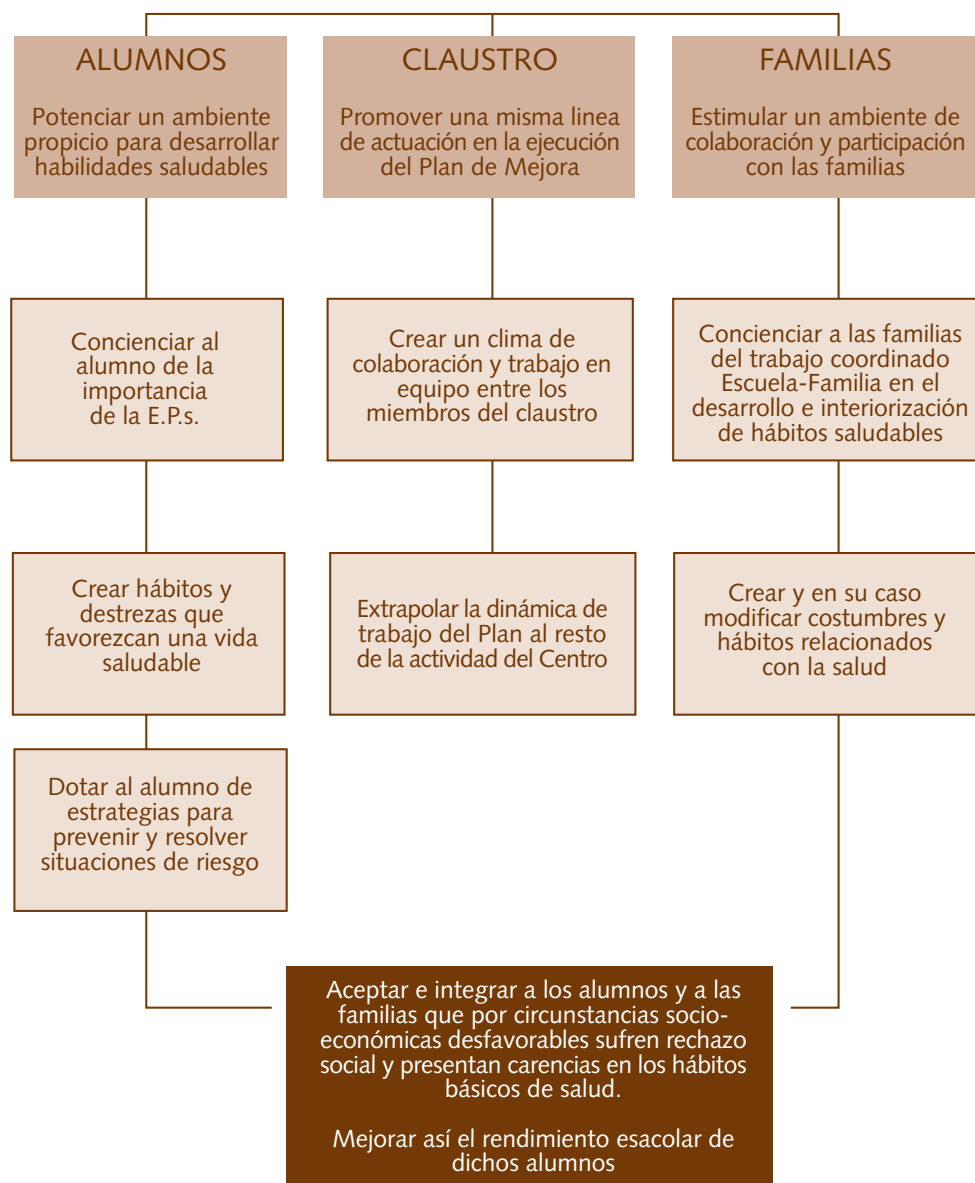 ALUMNOS
Potenciar un ambiente
propicio para desarrollar
habilidades saludables
CLAUSTRO
Promover una misma linea
de actuación en la ejecución
del Plan de Mejora
FAMILIAS
Estimular un ambiente de
colaboración y participación
con las familias
Concienciar al
alumno de la
importancia
de la E.P.s.
Crear un clima de
colaboración y trabajo en
equipo entre los
miembros del claustro
Concienciar a las familias
del trabajo coordinado
Escuela-Familia en el
desarrollo e interiorización
de hábitos saludables
Crear hábitos y
destrezas que
favorezcan una vida
saludable
Extrapolar la dinámica de
trabajo del Plan al resto
de la actividad del Centro
Crear y en su caso
modificar costumbres y
hábitos relacionados
con la salud
Dotar al alumno de
estrategias para
prevenir y resolver
situaciones de riesgo
Aceptar e integrar a los alumnos y a las
familias que por circunstancias socio-
económicas desfavorables sufren rechazo
social y presentan carencias en los hábitos
básicos de salud.
Mejorar así el rendimiento esacolar de
dichos alumnos